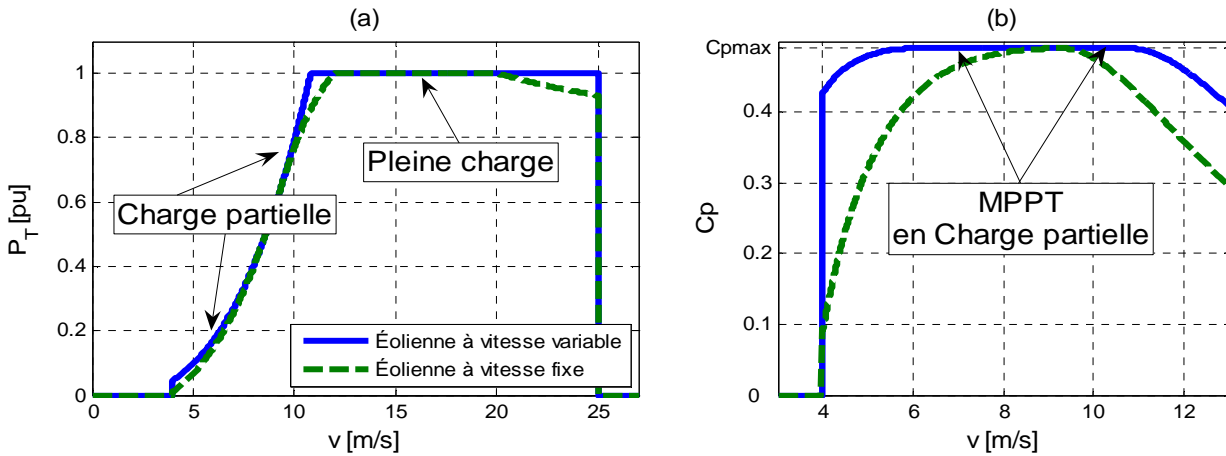 (a)
1
0.8
0.6
0.4
0.2
0
P_T [pu]
0
5
10
15
20
25
v [m/s]
Charge partielle
Pleine charge
Éolienne à vitesse variable
Éolienne à vitesse fixe
(b)
Cpmax
0.4
0.3
0.2
0.1
0
Cp
4
6
8
10
12
v [m/s]
MPPT
en Charge partielle